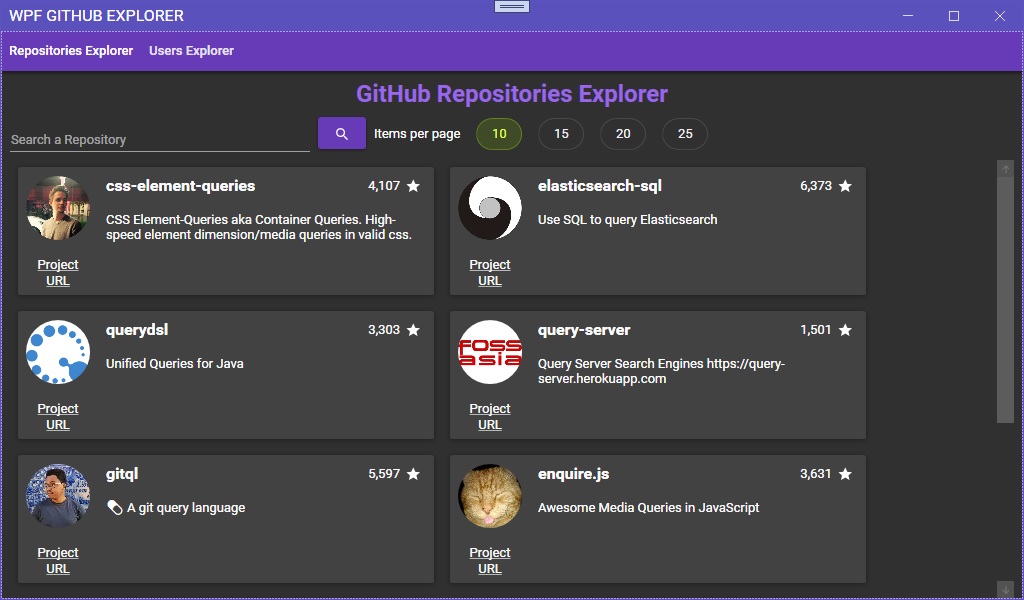 WPF GITHUB EXPLORER
Repositories Explorer Users Explorer
GitHub Repositories Explorer
Search a Repository
Items per page 10 15 20 25
css-element-queries 4,107
CSS Element-Queries aka Container Queries. High-
speed element dimension/media queries in valid css.
Project
URL
elasticsearch-sql 6,373
Use SQL to query Elasticsearch
Project
URL
querydsl 3,303
Unified Queries for Java
Project
URL
query-server 1,501
FOSS
asia
Query Server Search Engines https://query-
server.herokuapp.com
Project
URL
gitql 5,597
💊 A git query language
Project
URL
enquire.js 3,631
Awesome Media Queries in JavaScript
Project
URL